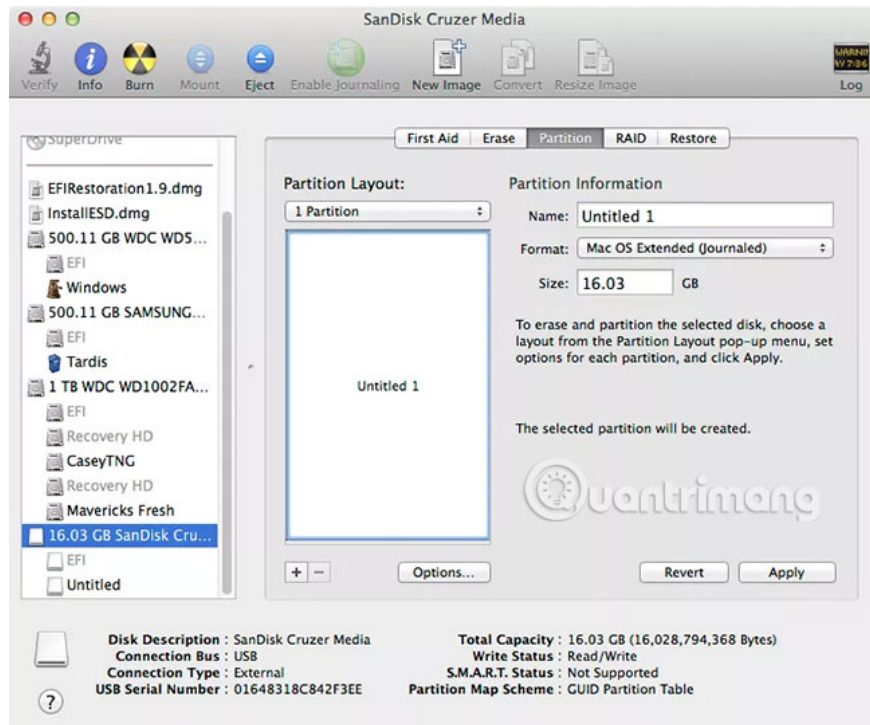 SanDisk Cruzer Media
Verify Info Burn Mount Eject Enable Journaling New Image Convert Resize Image Log
SuperDrive
EFIRestoration1.9.dmg
InstallESD.dmg
500.11 GB WDC WD5...
EFI
Windows
500.11 GB SAMSUNG...
EFI
Tardis
1 TB WDC WD1002FA...
EFI
Recovery HD
CaseyTNG
Recovery HD
Mavericks Fresh
16.03 GB SanDisk Cru...
EFI
Untitled
First Aid Erase Partition RAID Restore
Partition Layout:
1 Partition
Untitled 1
+ −
Options...
Partition Information
Name: Untitled 1
Format: Mac OS Extended (Journaled)
Size: 16.03 GB
To erase and partition the selected disk, choose a
layout from the Partition Layout pop-up menu, set
options for each partition, and click Apply.
The selected partition will be created.
Quantrimang
Revert Apply
Disk Description : SanDisk Cruzer Media
Connection Bus : USB
Connection Type : External
USB Serial Number : 01648318C842F3EE
Total Capacity : 16.03 GB (16,028,794,368 Bytes)
Write Status : Read/Write
S.M.A.R.T. Status : Not Supported
Partition Map Scheme : GUID Partition Table
?